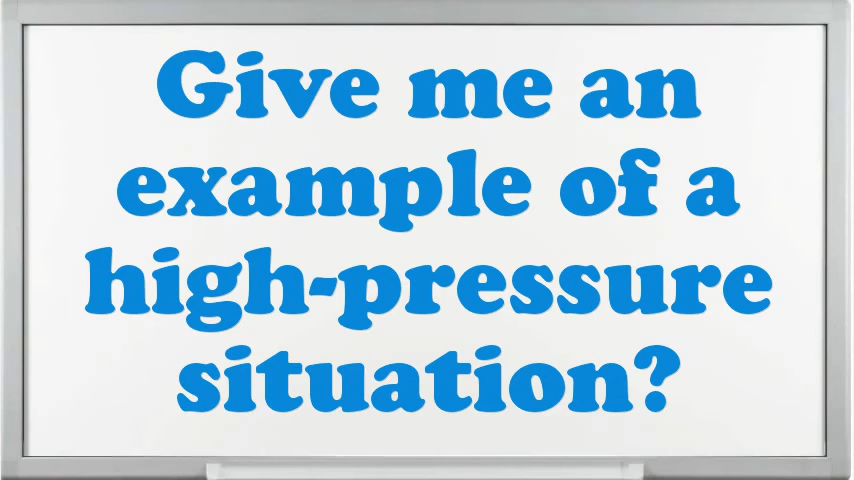 Give me an
example of a
high-pressure
situation?